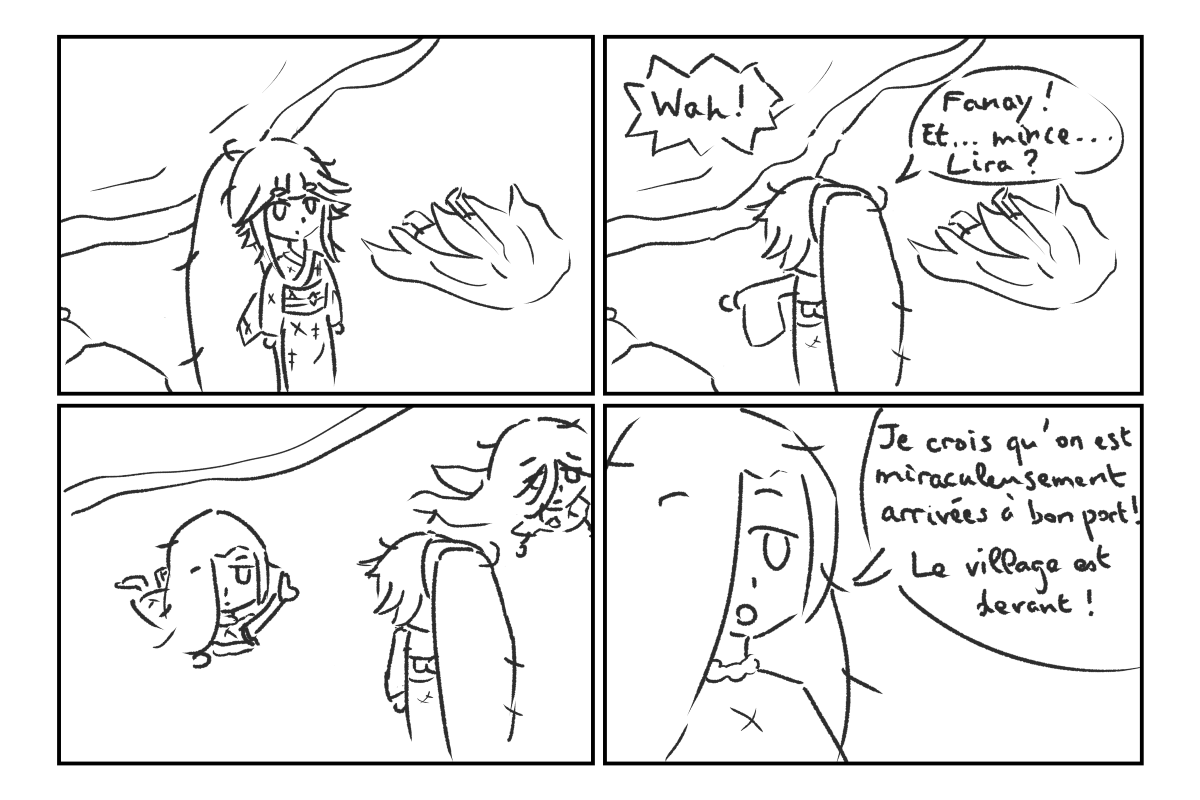 Wah!
Fanay!
Et... mince...
Lira ?
Je crois qu'on est
miraculeusement
arrivées à bon port!
Le village est
devant !